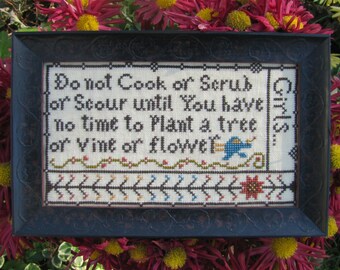 Do not Cook or Scrub
or Scour until You have
no time to Plant a tree
or vine or flower
Girls...